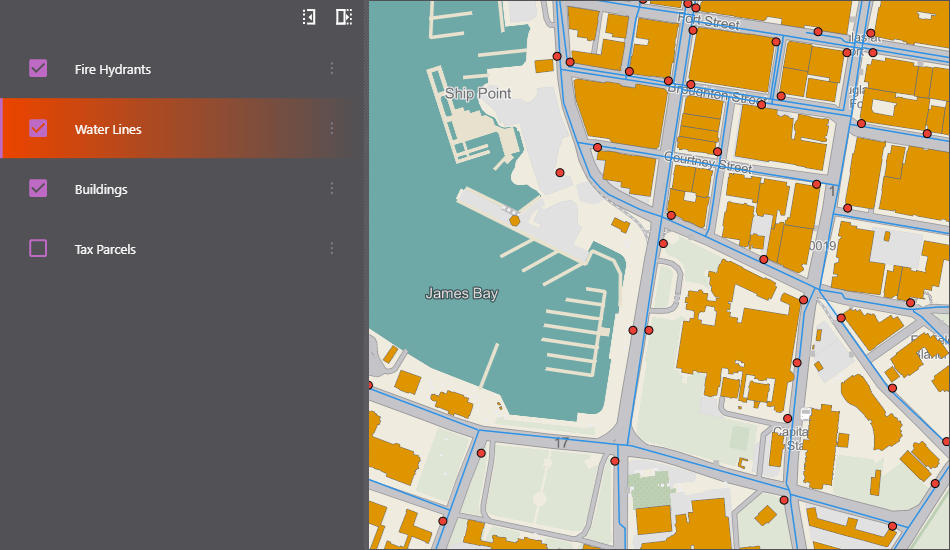 Fire Hydrants
Water Lines
Buildings
Tax Parcels
Fort Street
Ship Point
Broughton Street
Courtney Street
1
0019
James Bay
17